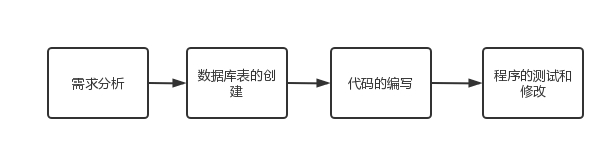 需求分析
数据库表的创
建
代码的编写
程序的测试和
修改